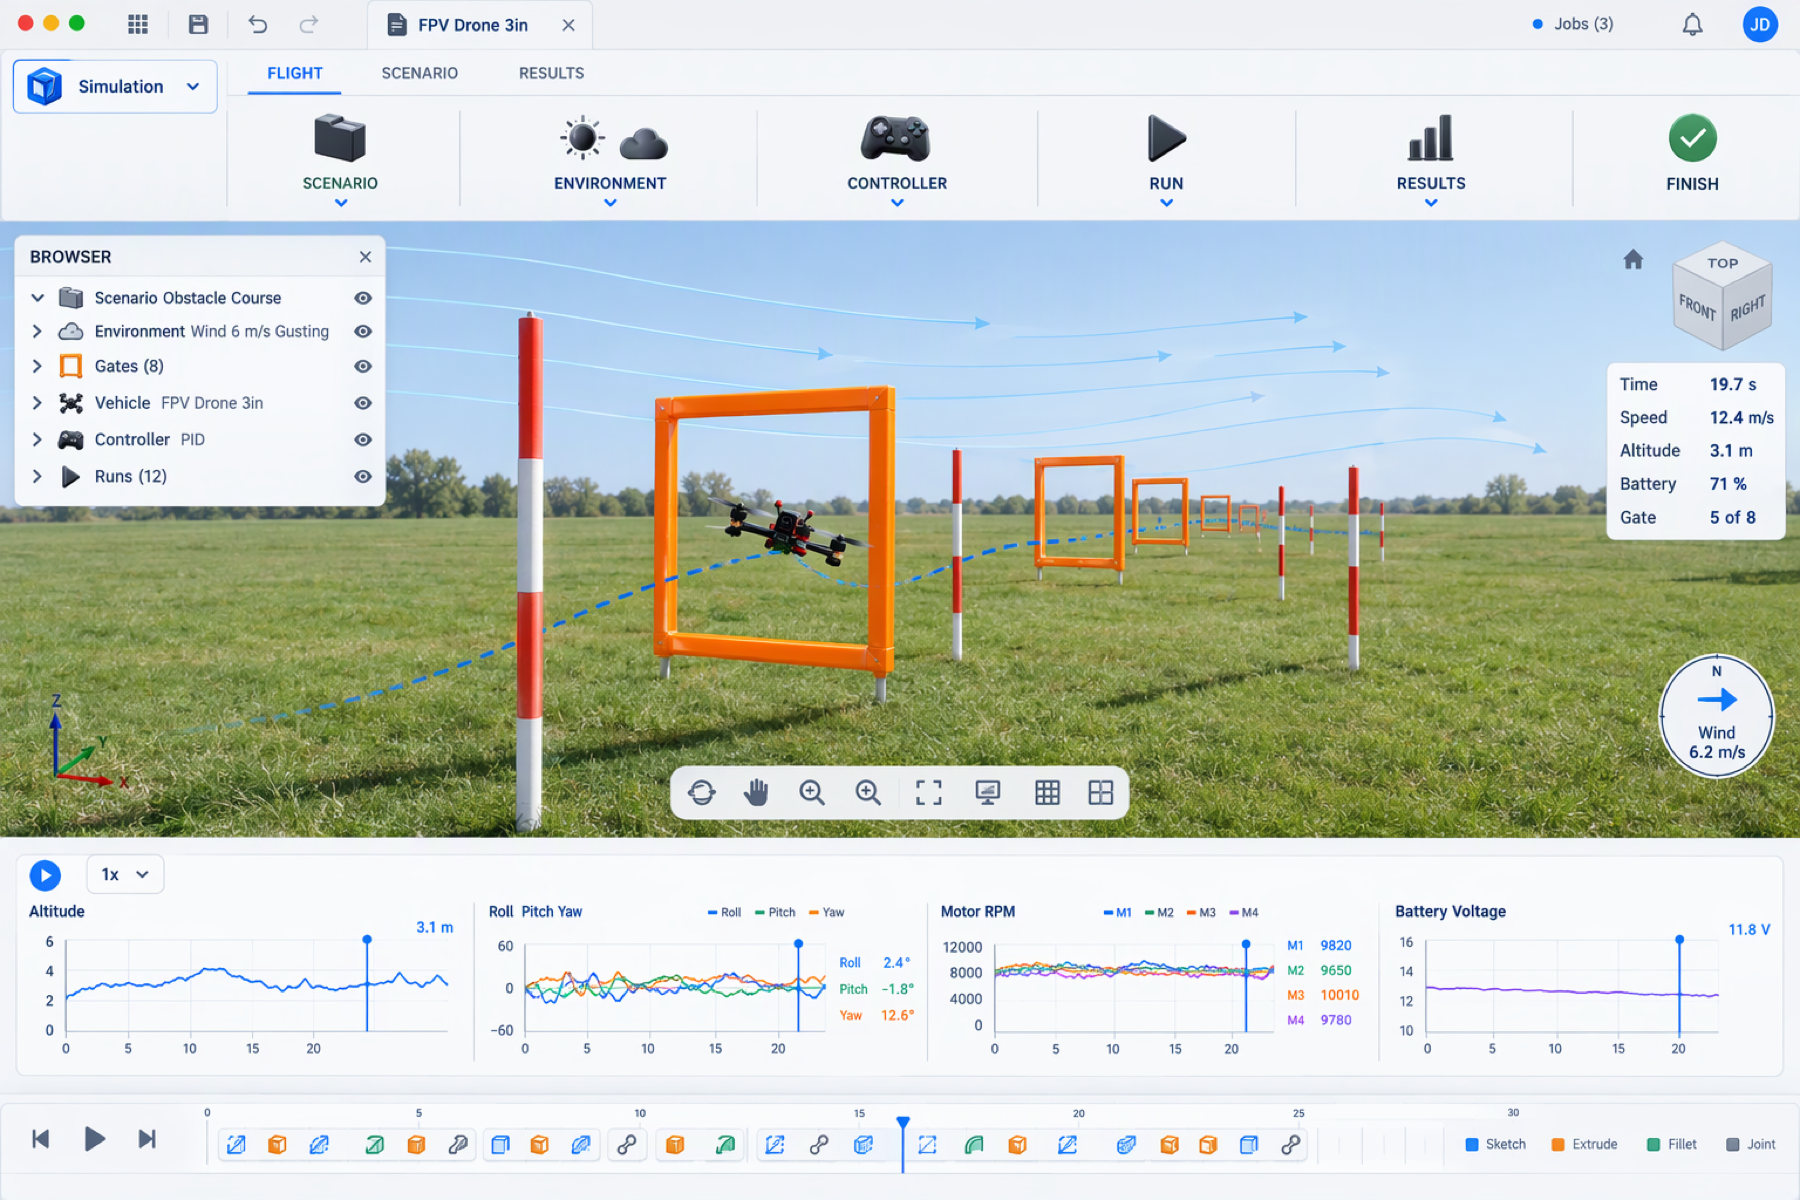 FPV Drone 3in
Jobs (3)
JD
Simulation
FLIGHT
SCENARIO
RESULTS
SCENARIO
ENVIRONMENT
CONTROLLER
RUN
RESULTS
FINISH
BROWSER
Scenario Obstacle Course
Environment Wind 6 m/s Gusting
Gates (8)
Vehicle FPV Drone 3in
Controller PID
Runs (12)
TOP
FRONT
RIGHT
Time 19.7 s
Speed 12.4 m/s
Altitude 3.1 m
Battery 71 %
Gate 5 of 8
N
Wind
6.2 m/s
Z
Y
X
1x
Altitude
3.1 m
6
4
2
0
0 5 10 15 20
Roll Pitch Yaw
Roll Pitch Yaw
60
0
-60
0 5 10 15 20
Roll 2.4°
Pitch -1.8°
Yaw 12.6°
Motor RPM
M1 M2 M3 M4
12000
8000
4000
0
0 5 10 15 20
M1 9820
M2 9650
M3 10010
M4 9780
Battery Voltage
11.8 V
16
14
12
10
0 5 10 15 20
0 5 10 15 20 25 30
Sketch Extrude Fillet Joint